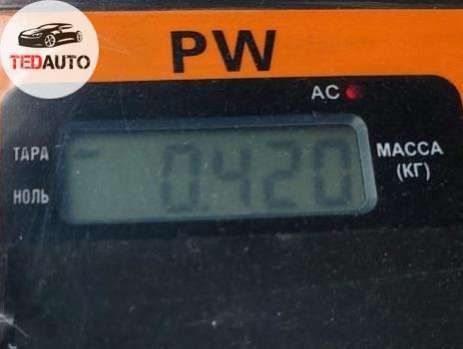 TEDAUTO
PW
AC
ТАРА
НОЛЬ
0.420
МАССА
(КГ)